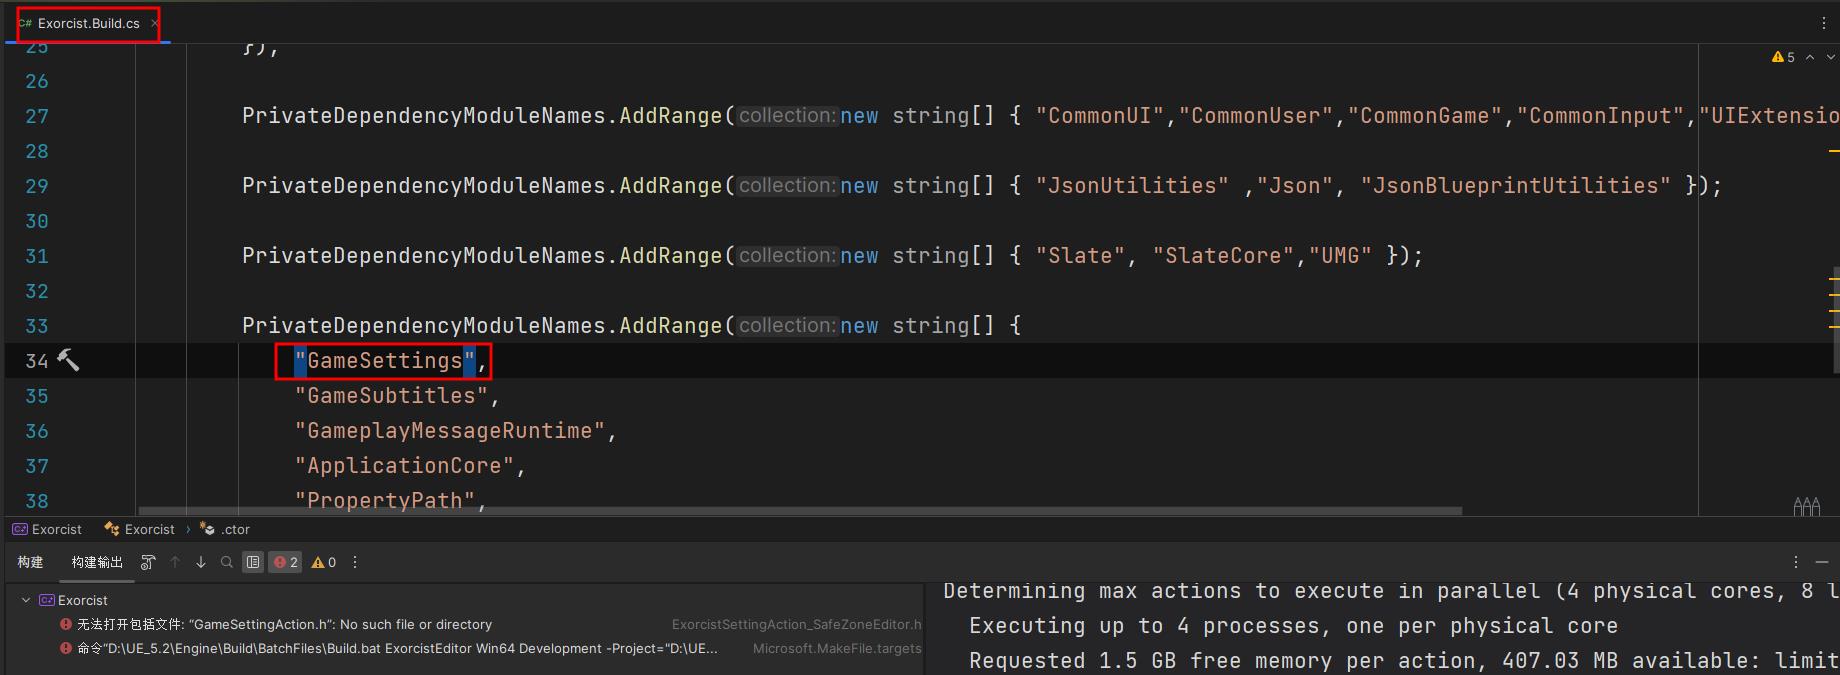 C# Exorcist.Build.cs ×
25 });
5
26
27 PrivateDependencyModuleNames.AddRange(collection: new string[] { "CommonUI","CommonUser","CommonGame","CommonInput","UIExtensio
28
29 PrivateDependencyModuleNames.AddRange(collection: new string[] { "JsonUtilities" ,"Json", "JsonBlueprintUtilities" });
30
31 PrivateDependencyModuleNames.AddRange(collection: new string[] { "Slate", "SlateCore","UMG" });
32
33 PrivateDependencyModuleNames.AddRange(collection: new string[] {
34 "GameSettings",
35 "GameSubtitles",
36 "GameplayMessageRuntime",
37 "ApplicationCore",
38 "PropertyPath",
C# Exorcist Exorcist › .ctor
构建 构建输出 2 0
C# Exorcist
无法打开包括文件: “GameSettingAction.h”: No such file or directory ExorcistSettingAction_SafeZoneEditor.h
命令“D:\UE_5.2\Engine\Build\BatchFiles\Build.bat ExorcistEditor Win64 Development -Project="D:\UE... Microsoft.MakeFile.targets
Determining max actions to execute in parallel (4 physical cores, 8 l
Executing up to 4 processes, one per physical core
Requested 1.5 GB free memory per action, 407.03 MB available: limit